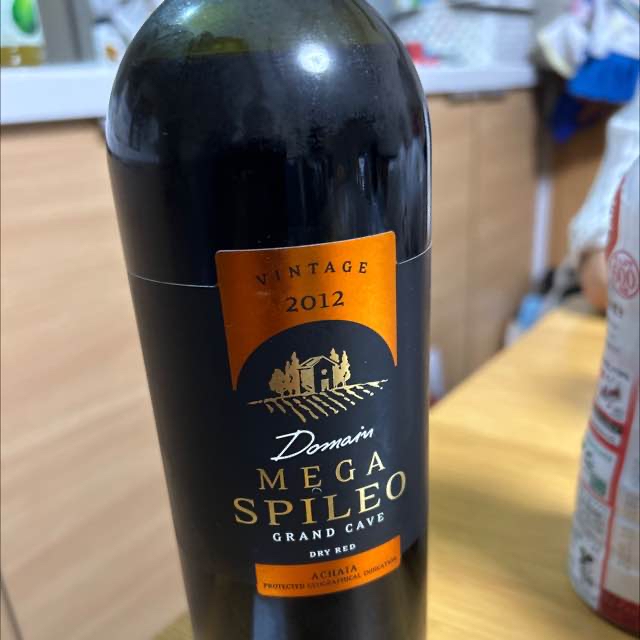 VINTAGE
2012
Domain
MEGA
SPILEO
GRAND CAVE
DRY RED
ACHAIA
PROTECTED GEOGRAPHICAL INDICATION